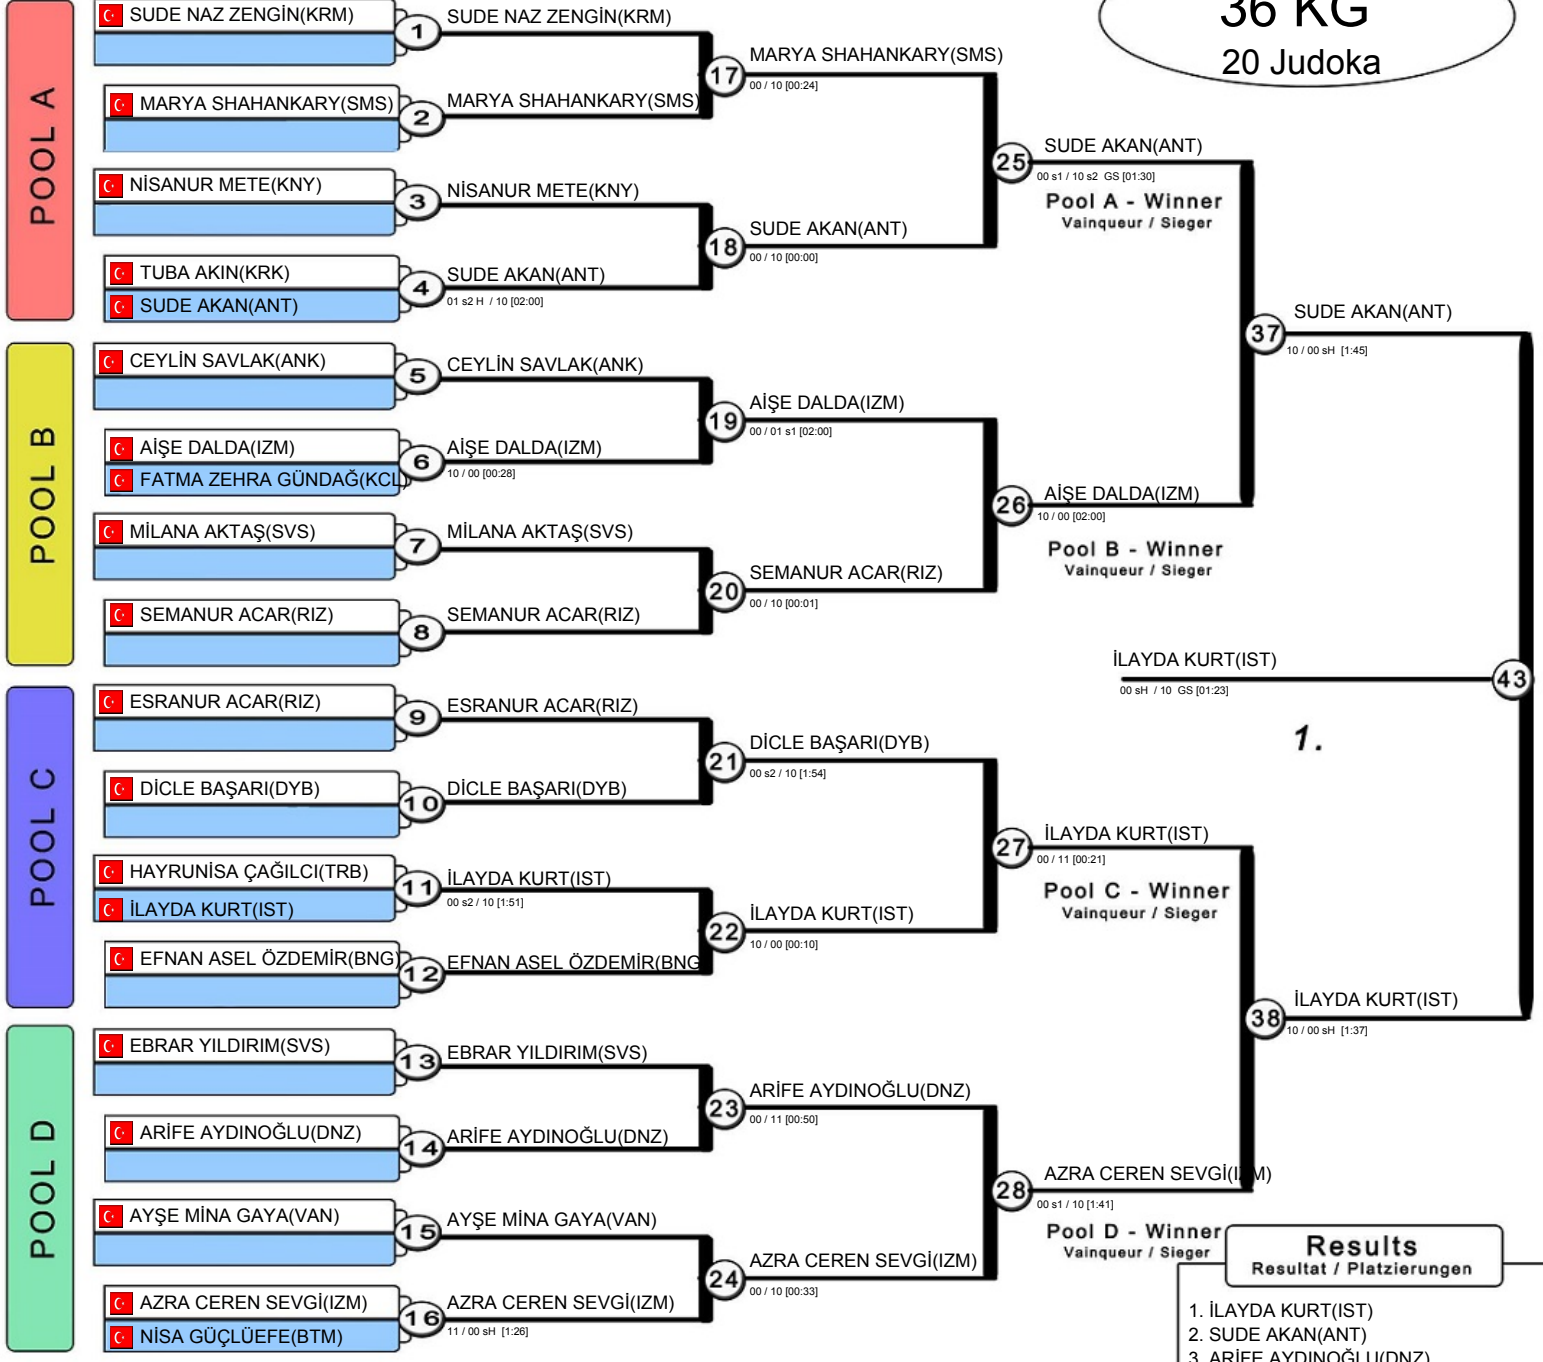 36 KG
20 Judoka
POOL A
SUDE NAZ ZENGİN(KRM)
1
SUDE NAZ ZENGİN(KRM)
MARYA SHAHANKARY(SMS)
2
MARYA SHAHANKARY(SMS)
17
MARYA SHAHANKARY(SMS)
00 / 10 [00:24]
NİSANUR METE(KNY)
3
NİSANUR METE(KNY)
TUBA AKIN(KRK)
SUDE AKAN(ANT)
4
SUDE AKAN(ANT)
01 s2 H / 10 [02:00]
18
SUDE AKAN(ANT)
00 / 10 [00:00]
25
SUDE AKAN(ANT)
00 s1 / 10 s2 GS [01:30]
Pool A - Winner
Vainqueur / Sieger
POOL B
CEYLİN SAVLAK(ANK)
5
CEYLİN SAVLAK(ANK)
AİŞE DALDA(IZM)
FATMA ZEHRA GÜNDAĞ(KCL)
6
AİŞE DALDA(IZM)
10 / 00 [00:28]
19
AİŞE DALDA(IZM)
00 / 01 s1 [02:00]
MİLANA AKTAŞ(SVS)
7
MİLANA AKTAŞ(SVS)
SEMANUR ACAR(RIZ)
8
SEMANUR ACAR(RIZ)
20
SEMANUR ACAR(RIZ)
00 / 10 [00:01]
26
AİŞE DALDA(IZM)
10 / 00 [02:00]
Pool B - Winner
Vainqueur / Sieger
37
SUDE AKAN(ANT)
10 / 00 sH [1:45]
İLAYDA KURT(IST)
00 sH / 10 GS [01:23]
43
1.
POOL C
ESRANUR ACAR(RIZ)
9
ESRANUR ACAR(RIZ)
DİCLE BAŞARI(DYB)
10
DİCLE BAŞARI(DYB)
21
DİCLE BAŞARI(DYB)
00 s2 / 10 [1:54]
HAYRUNİSA ÇAĞILCI(TRB)
İLAYDA KURT(IST)
11
İLAYDA KURT(IST)
00 s2 / 10 [1:51]
EFNAN ASEL ÖZDEMİR(BNG)
12
EFNAN ASEL ÖZDEMİR(BNG
22
İLAYDA KURT(IST)
10 / 00 [00:10]
27
İLAYDA KURT(IST)
00 / 11 [00:21]
Pool C - Winner
Vainqueur / Sieger
38
İLAYDA KURT(IST)
10 / 00 sH [1:37]
POOL D
EBRAR YILDIRIM(SVS)
13
EBRAR YILDIRIM(SVS)
ARİFE AYDINOĞLU(DNZ)
14
ARİFE AYDINOĞLU(DNZ)
23
ARİFE AYDINOĞLU(DNZ)
00 / 11 [00:50]
AYŞE MİNA GAYA(VAN)
15
AYŞE MİNA GAYA(VAN)
AZRA CEREN SEVGİ(IZM)
NİSA GÜÇLÜEFE(BTM)
16
AZRA CEREN SEVGİ(IZM)
11 / 00 sH [1:26]
24
AZRA CEREN SEVGİ(IZM)
00 / 10 [00:33]
28
AZRA CEREN SEVGİ(IZM)
00 s1 / 10 [1:41]
Pool D - Winner
Vainqueur / Sieger
Results
Resultat / Platzierungen
1. İLAYDA KURT(IST)
2. SUDE AKAN(ANT)
3. ARİFE AYDINOĞLU(DNZ)